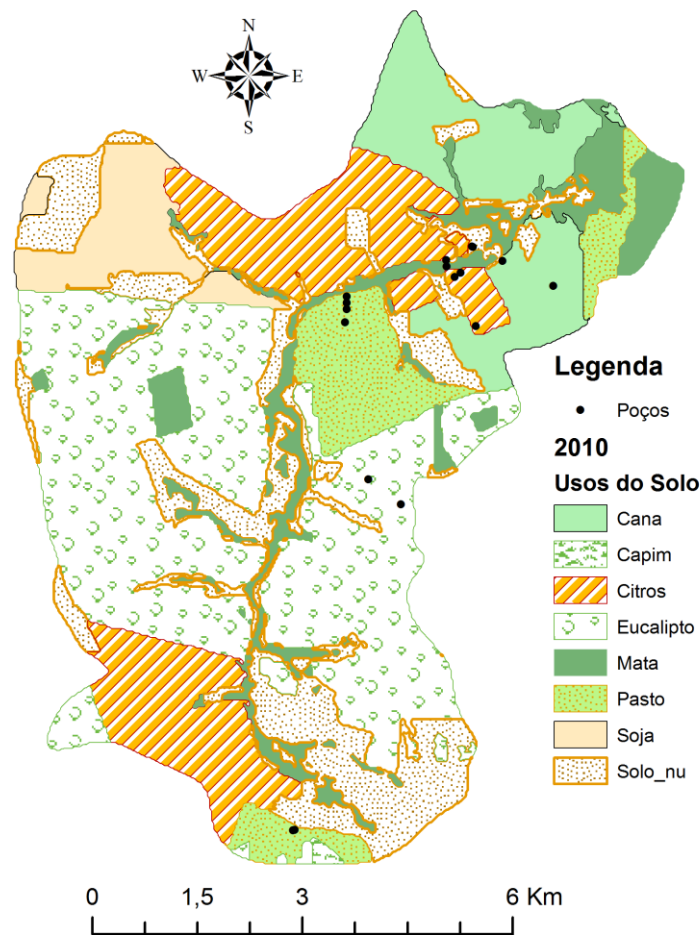 N
W E
S
Legenda
Poços
2010
Usos do Solo
Cana
Capim
Citros
Eucalipto
Mata
Pasto
Soja
Solo_nu
0 1,5 3 6 Km